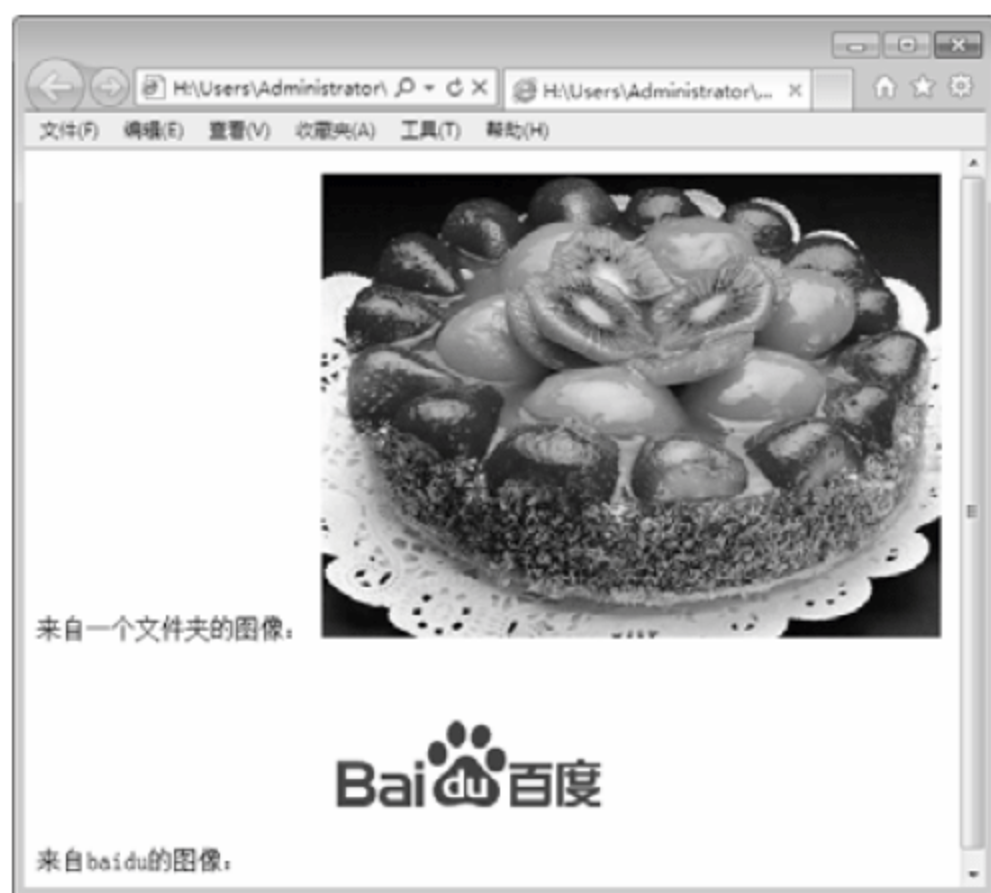 H:\Users\Administrator\
H:\Users\Administrator\...
文件(F) 编辑(E) 查看(V) 收藏夹(A) 工具(T) 帮助(H)
来自一个文件夹的图像:
Bai du 百度
来自baidu的图像: